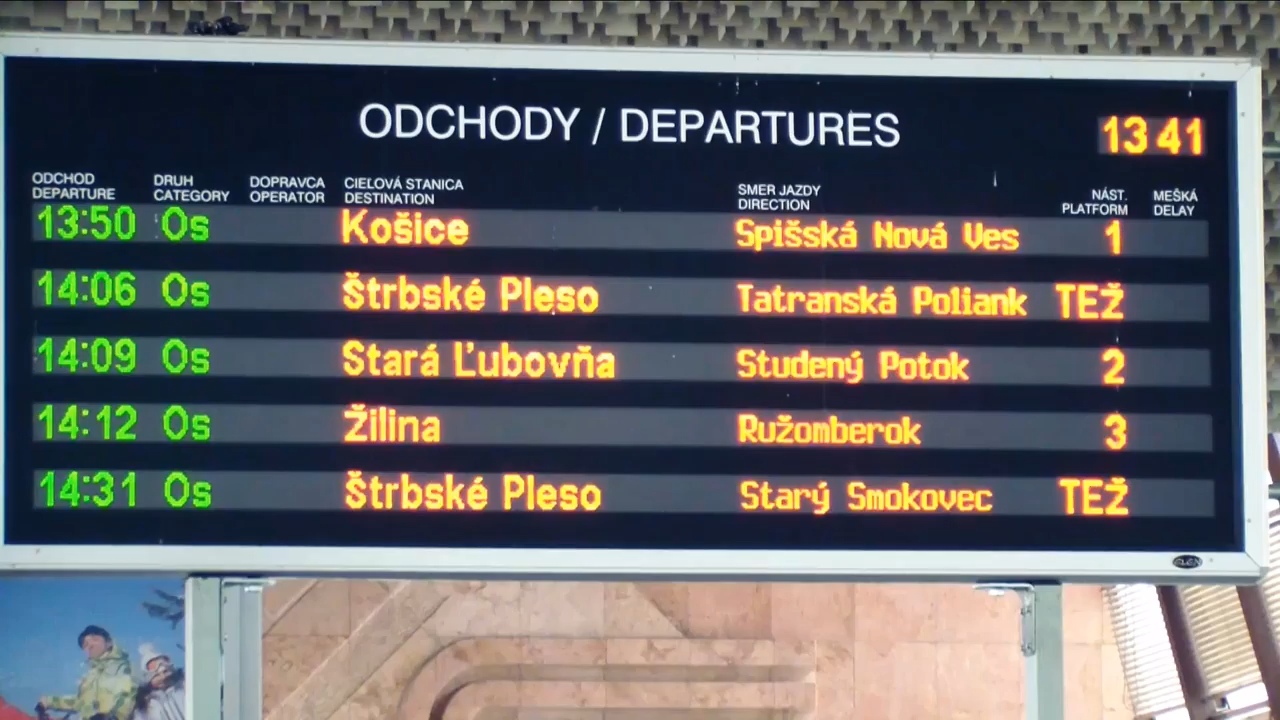 ODCHODY / DEPARTURES 13 41
ODCHOD DRUH DOPRAVCA CIEĽOVÁ STANICA SMER JAZDY NÁST. MEŠKÁ
DEPARTURE CATEGORY OPERATOR DESTINATION DIRECTION PLATFORM DELAY
13:50 Os Košice Spišská Nová Ves 1
14:06 Os Štrbské Pleso Tatranská Poliank TEŽ
14:09 Os Stará Ľubovňa Studený Potok 2
14:12 Os Žilina Ružomberok 3
14:31 Os Štrbské Pleso Starý Smokovec TEŽ